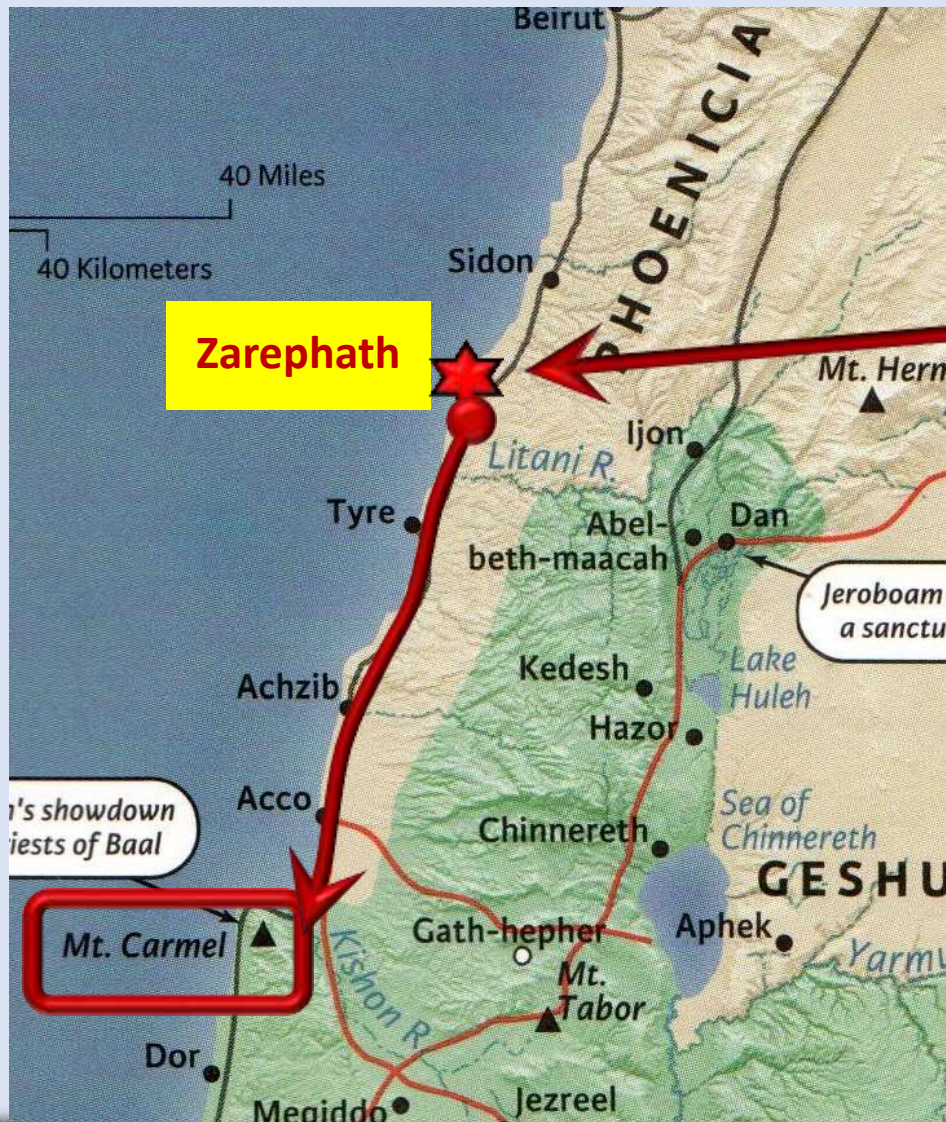 Beirut
PHOENICIA
40 Miles
40 Kilometers
Sidon
Zarephath
Mt. Herm
Ijon
Litani R.
Tyre
Abel-
beth-maacah
Dan
Jeroboam
a sanctu
Kedesh
Lake
Huleh
Achzib
Hazor
n's showdown
iests of Baal
Acco
Sea of
Chinnereth
Chinnereth
GESHU
Mt. Carmel
Kishon R.
Gath-hepher
Aphek
Yarmu
Mt.
Tabor
Dor
Megiddo
Jezreel